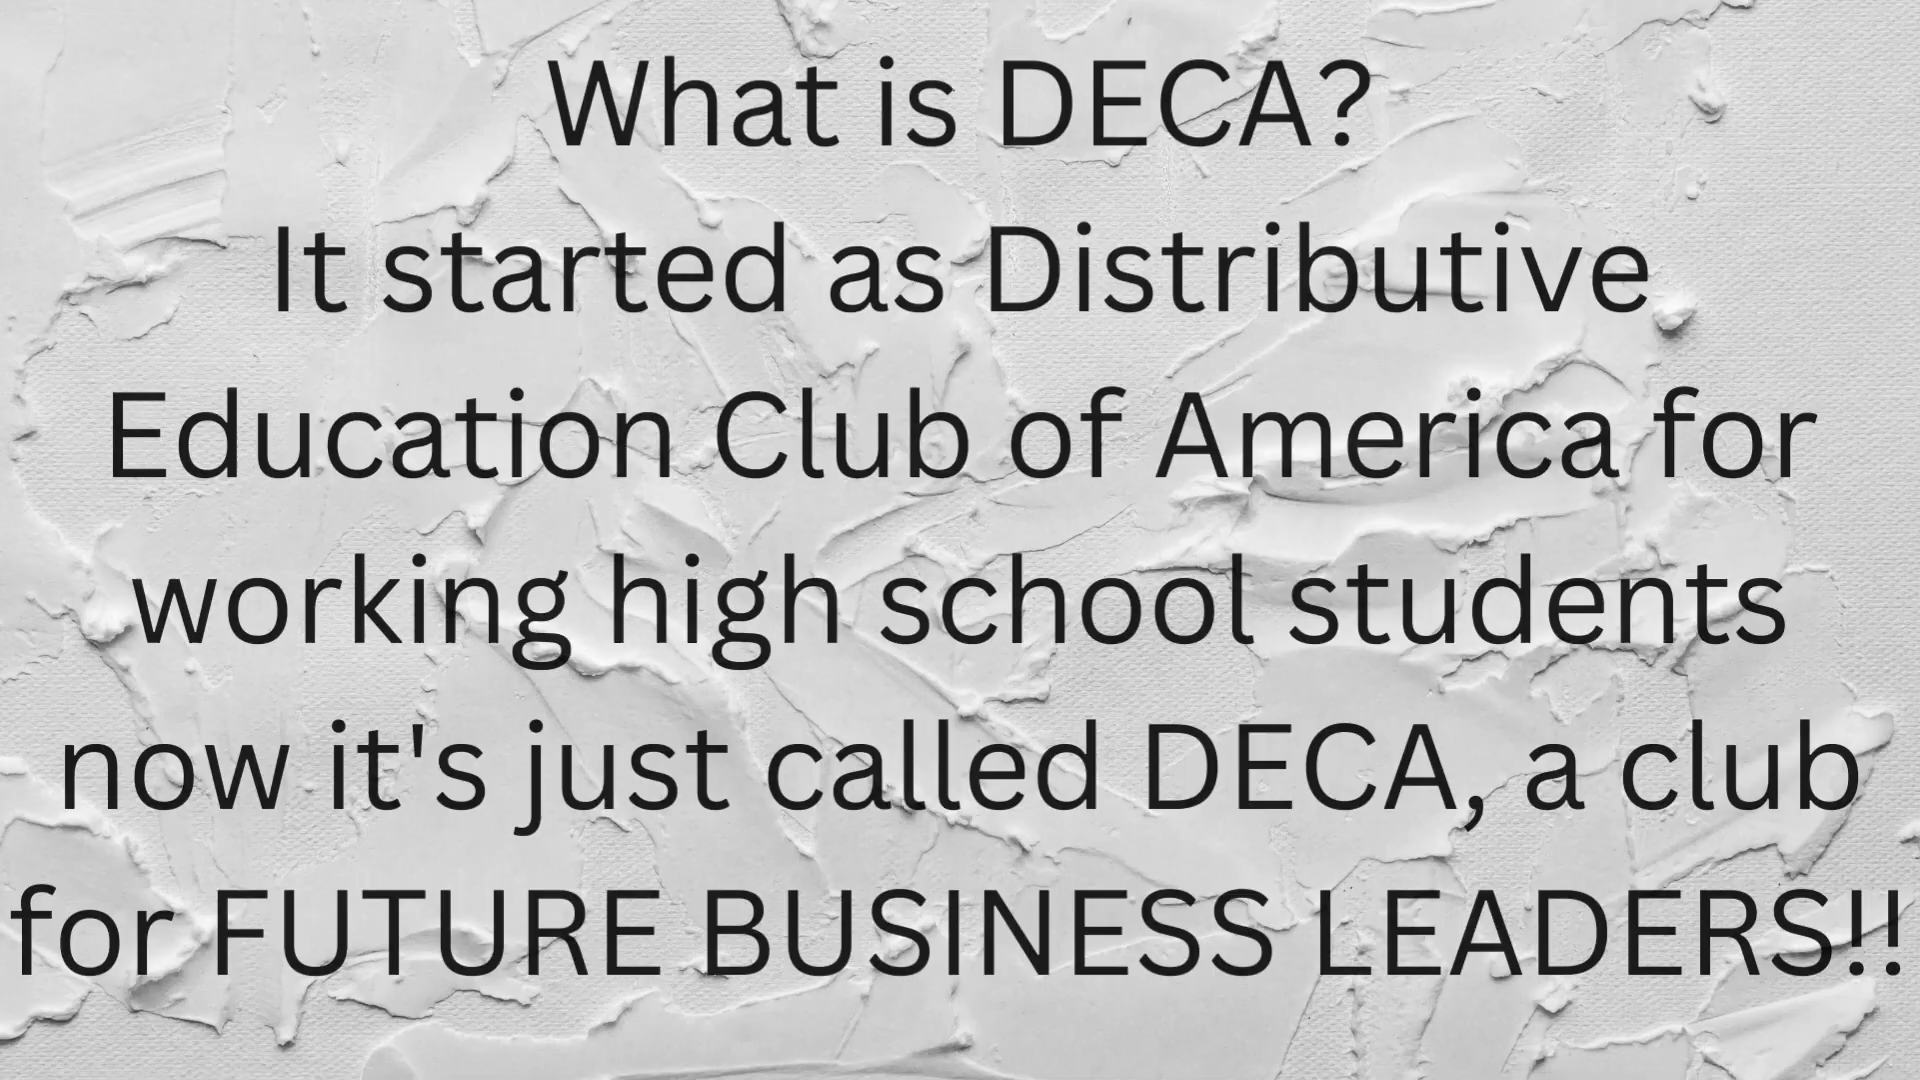 What is DECA?
It started as Distributive
Education Club of America for
working high school students
now it's just called DECA, a club
for FUTURE BUSINESS LEADERS!!